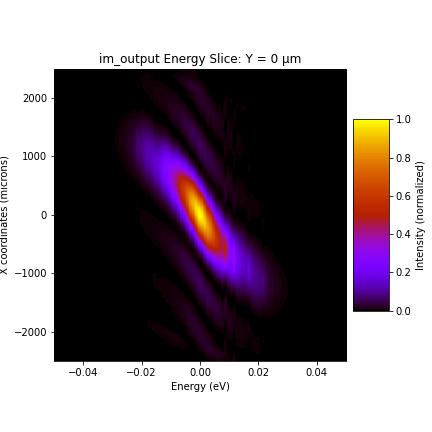 im_output Energy Slice: Y = 0 μm
2000
1000
0
−1000
−2000
X coordinates (microns)
−0.04 −0.02 0.00 0.02 0.04
Energy (eV)
1.0
0.8
0.6
0.4
0.2
0.0
Intensity (normalized)